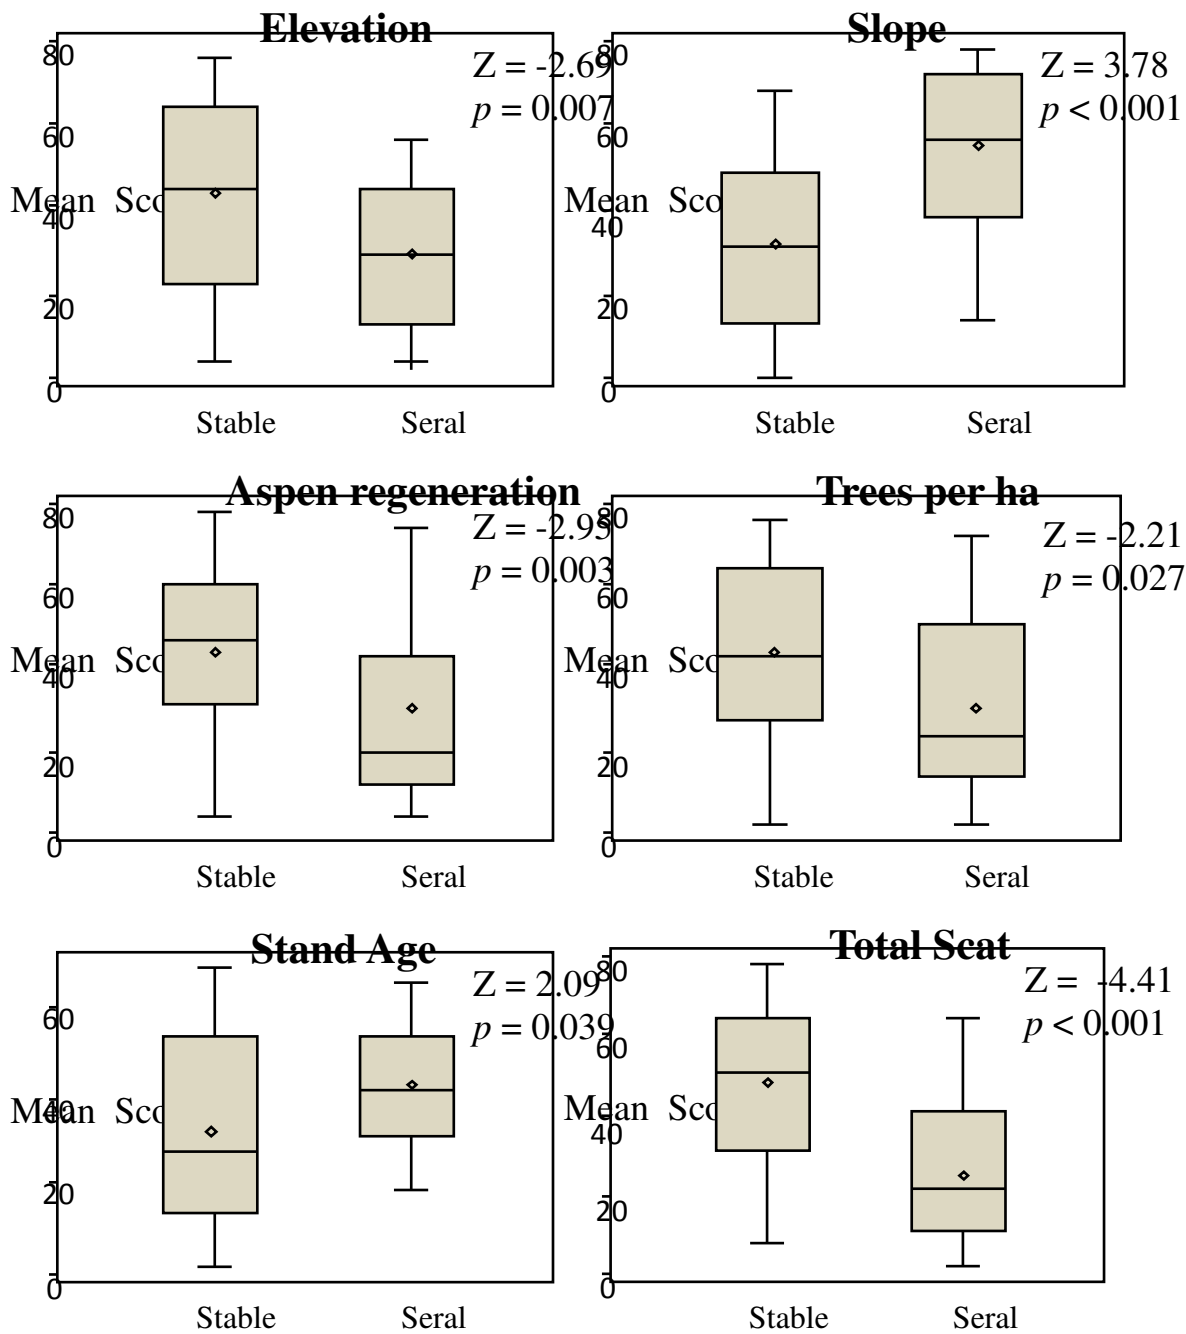 Elevation
80
60
40
20
0
Mean Sco
Z = -2.69
p = 0.007
Stable Seral
Slope
80
60
40
20
0
Mean Sco
Z = 3.78
p < 0.001
Stable Seral
Aspen regeneration
80
60
40
20
0
Mean Sco
Z = -2.95
p = 0.003
Stable Seral
Trees per ha
80
60
40
20
0
Mean Sco
Z = -2.21
p = 0.027
Stable Seral
Stand Age
60
40
20
0
Mean Sco
Z = 2.09
p = 0.039
Stable Seral
Total Scat
80
60
40
20
0
Mean Sco
Z = -4.41
p < 0.001
Stable Seral